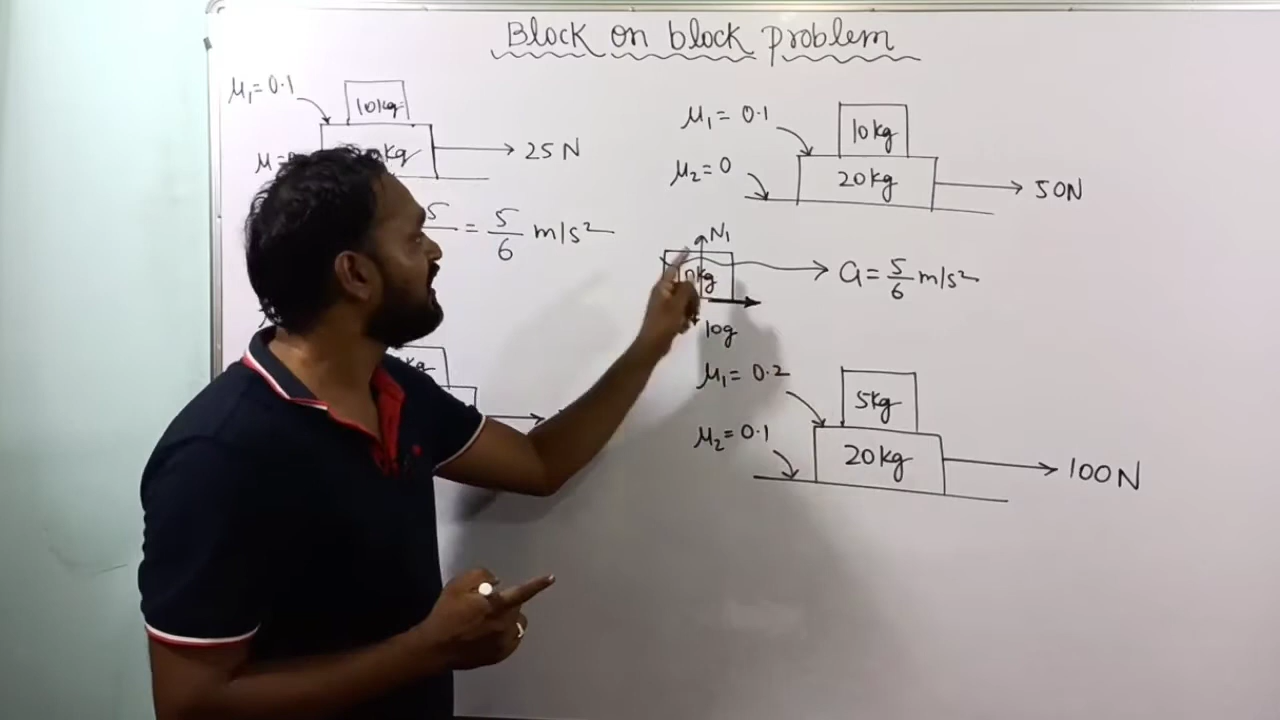 Block on block problem
μ₁ = 0.1
10kg
25 N
5/6 m/s²
μ₁ = 0.1
μ₂ = 0
10kg
20kg
50N
N₁
10g
a = 5/6 m/s²
μ₁ = 0.2
μ₂ = 0.1
5kg
20kg
100N